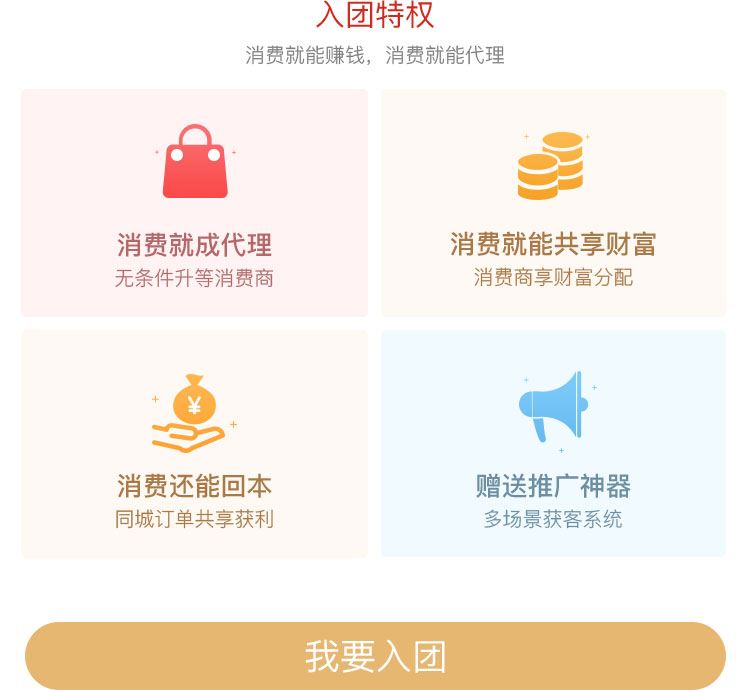 入团特权
消费就能赚钱，消费就能代理
消费就成代理
无条件升等消费商
消费就能共享财富
消费商享财富分配
¥
消费还能回本
同城订单共享获利
赠送推广神器
多场景获客系统
我要入团